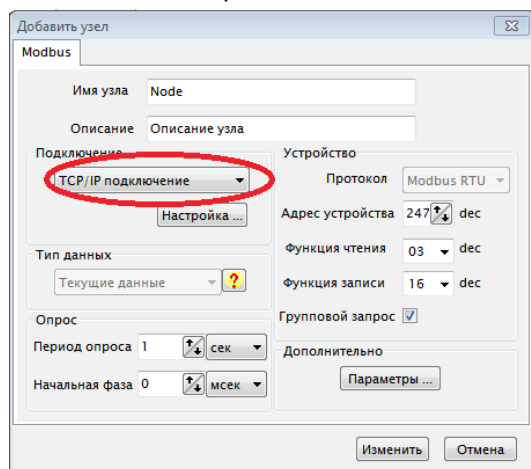 Добавить узел
Modbus
Имя узла Node
Описание Описание узла
Подключение
TCP/IP подключение
Настройка ...
Тип данных
Текущие данные ?
Опрос
Период опроса 1 сек
Начальная фаза 0 мсек
Устройство
Протокол Modbus RTU
Адрес устройства 247 dec
Функция чтения 03 dec
Функция записи 16 dec
Групповой запрос
Дополнительно
Параметры ...
Изменить Отмена